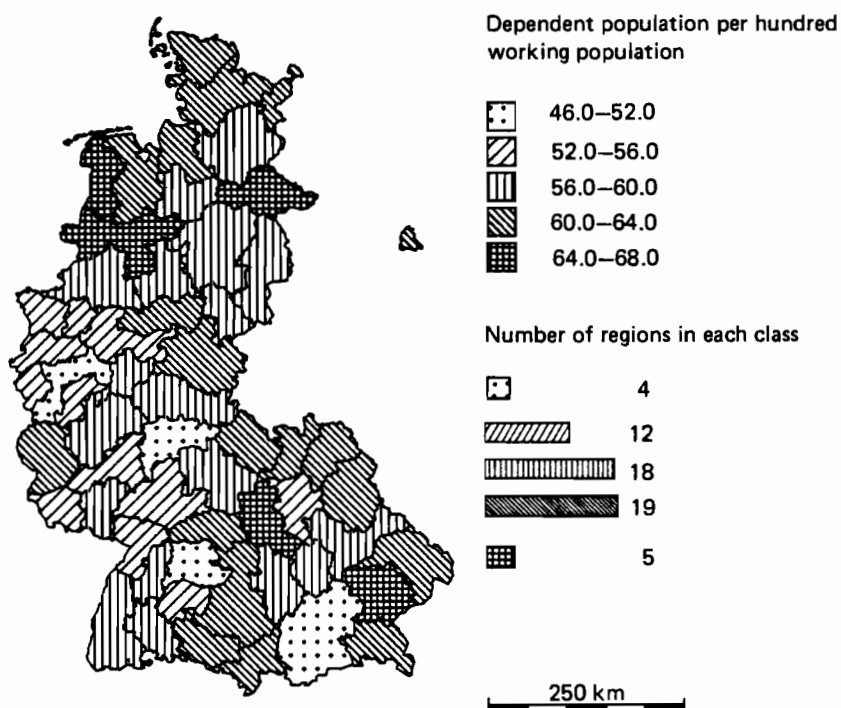 Dependent population per hundred
working population
46.0—52.0
52.0—56.0
56.0—60.0
60.0—64.0
64.0—68.0
Number of regions in each class
4
12
18
19
5
250 km